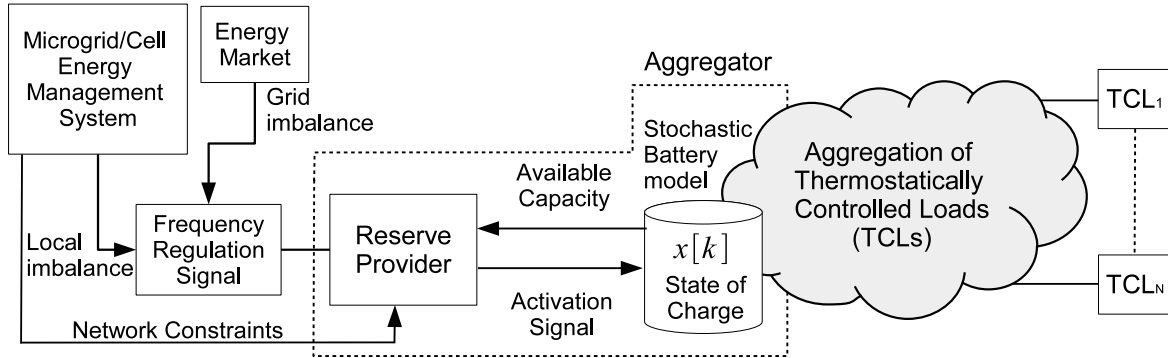 Microgrid/Cell
Energy
Management
System
Energy
Market
Grid
imbalance
Local
imbalance
Frequency
Regulation
Signal
Network Constraints
Aggregator
Reserve
Provider
Available
Capacity
Activation
Signal
Stochastic
Battery
model
x[k]
State of
Charge
Aggregation of
Thermostatically
Controlled Loads
(TCLs)
TCL1
TCLN